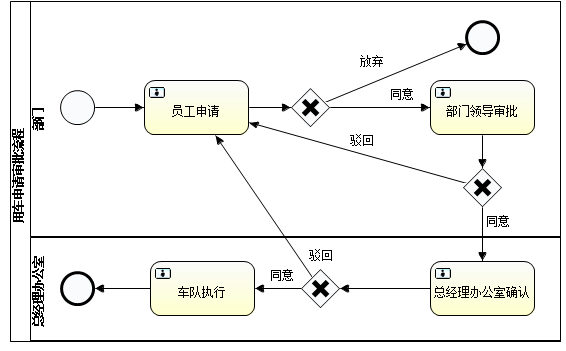 用车申请审批流程
部门
放弃
员工申请
同意
部门领导审批
驳回
同意
总经理办公室
驳回
同意
车队执行
总经理办公室确认